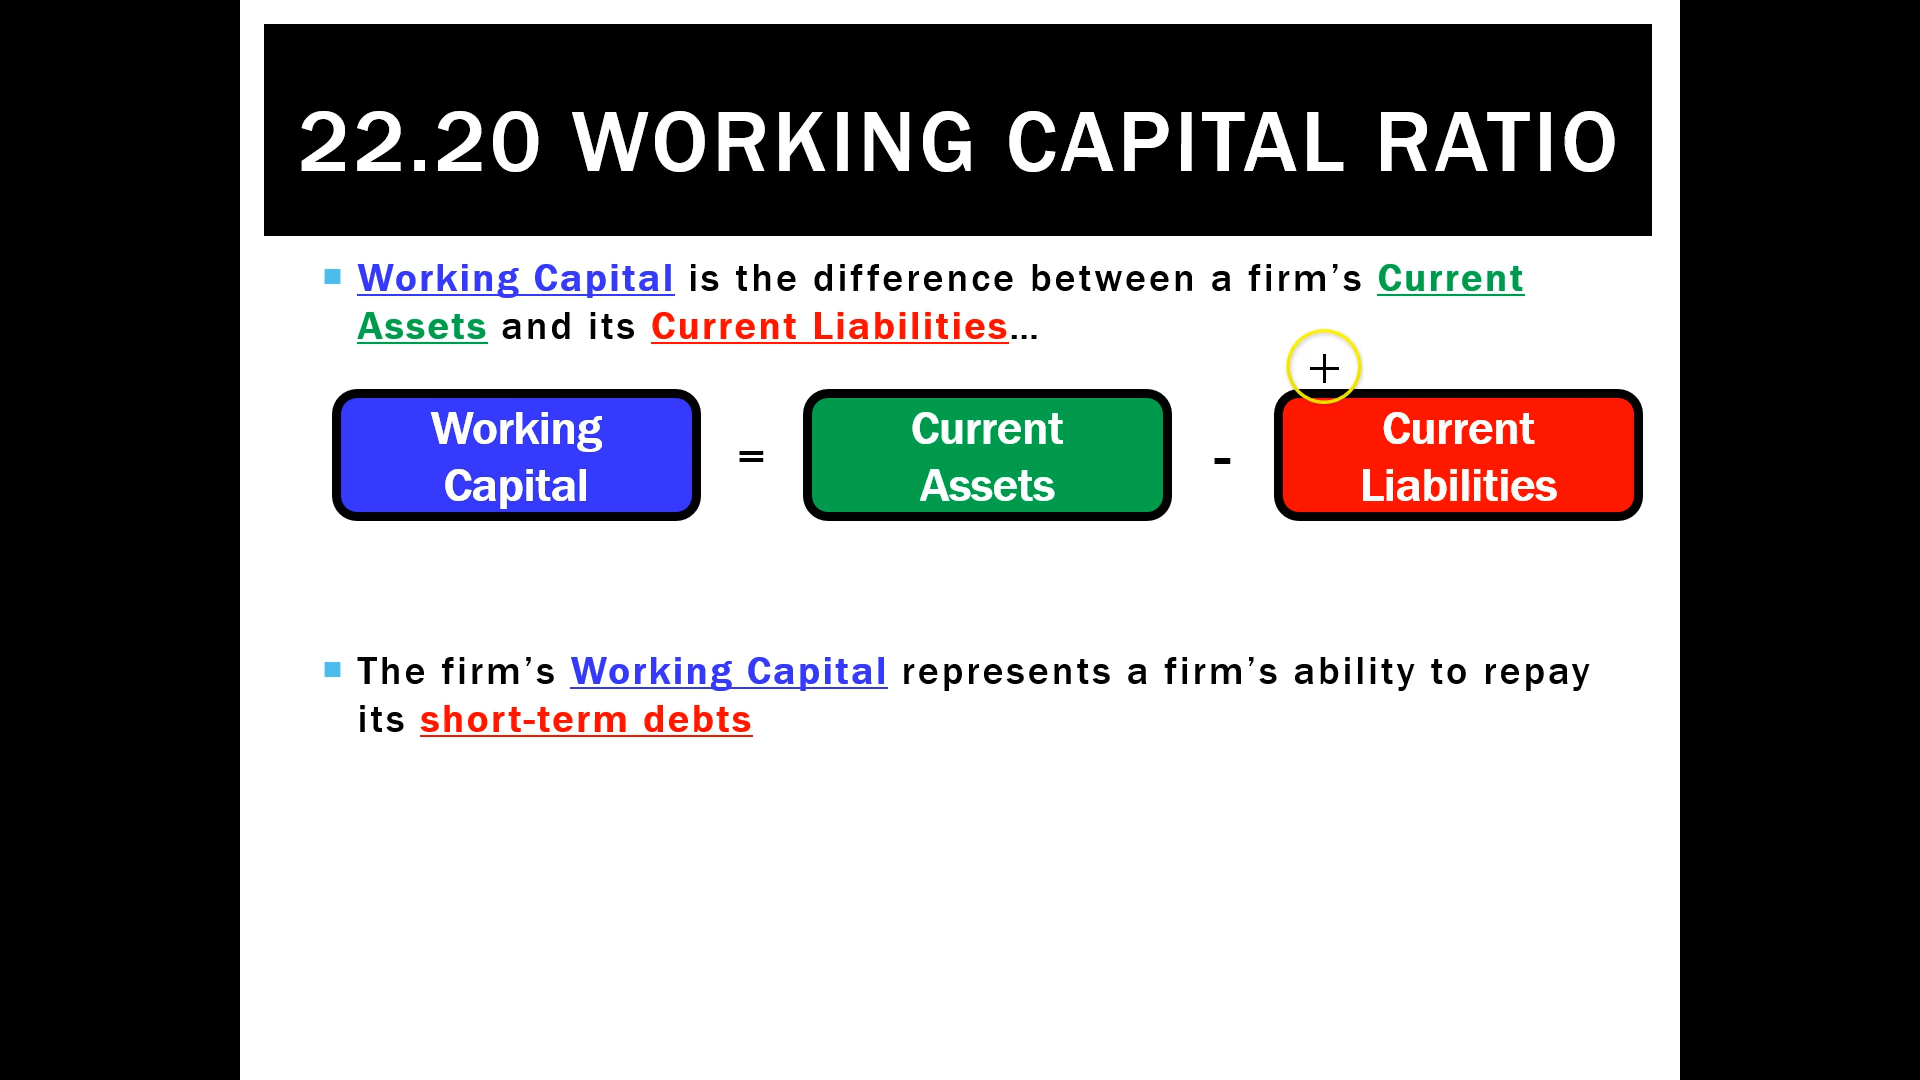 22.20 WORKING CAPITAL RATIO
Working Capital is the difference between a firm’s Current
Assets and its Current Liabilities…
Working Capital = Current Assets - Current Liabilities
The firm’s Working Capital represents a firm’s ability to repay
its short-term debts